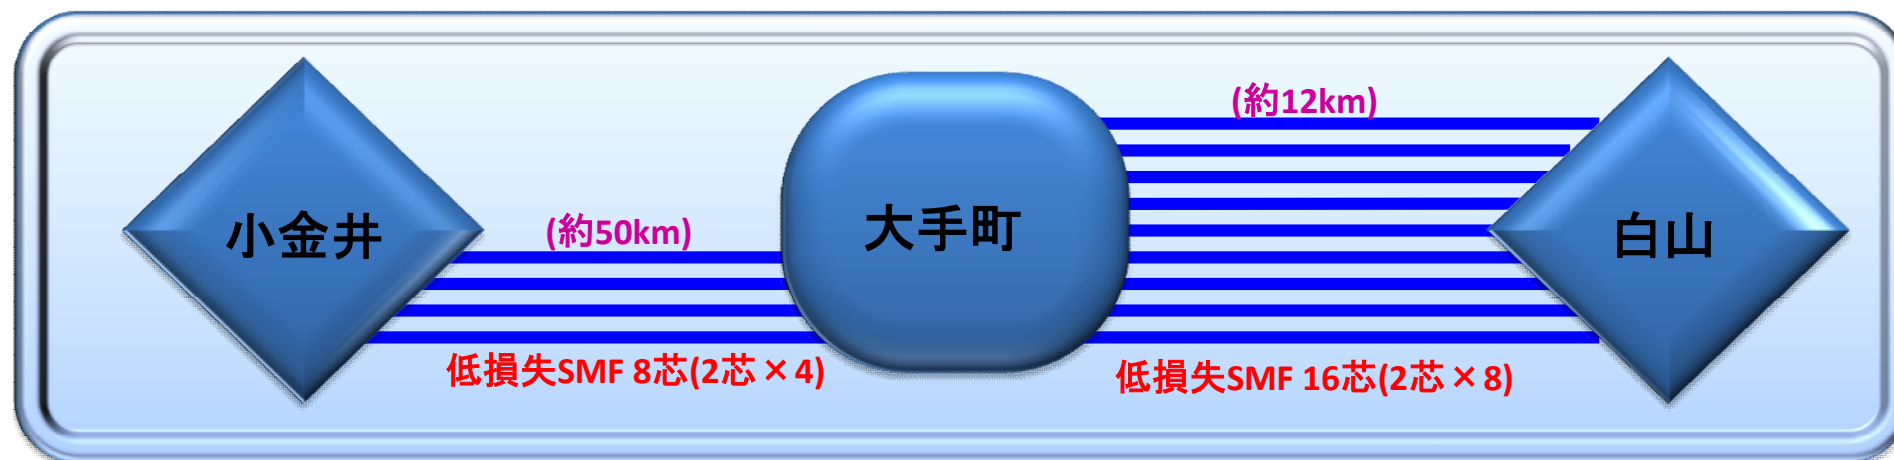 小金井
(約50km)
低損失SMF 8芯(2芯×4)
大手町
(約12km)
低損失SMF 16芯(2芯×8)
白山